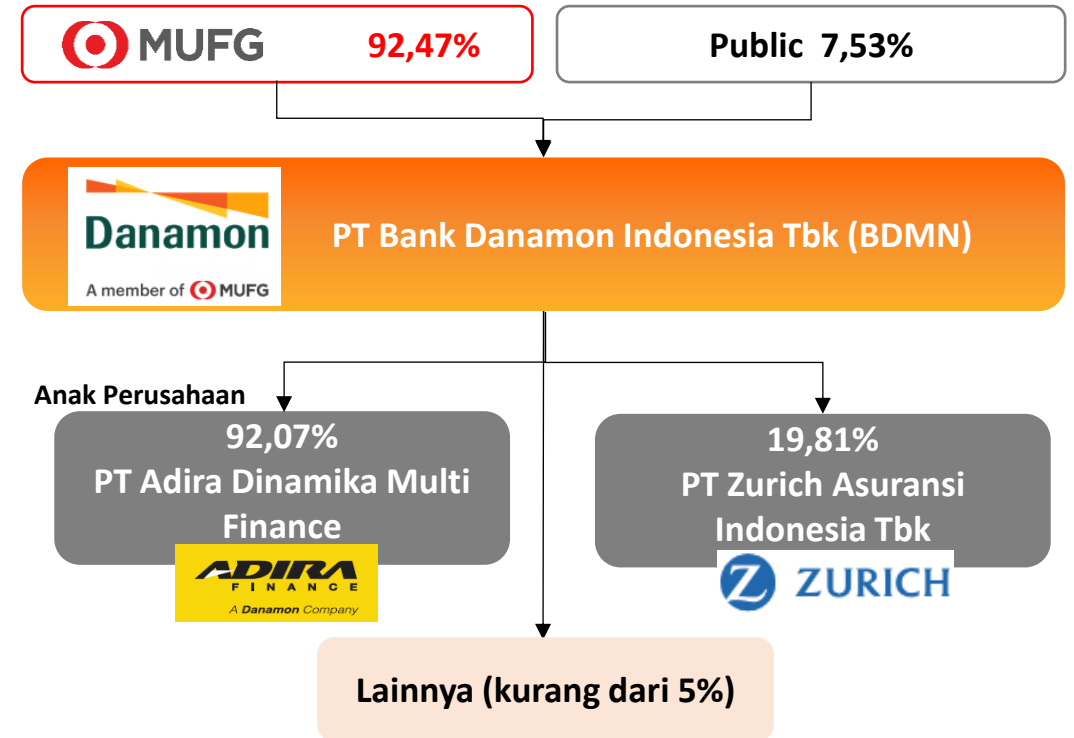 MUFG 92,47%
Public 7,53%
Danamon
A member of MUFG
PT Bank Danamon Indonesia Tbk (BDMN)
Anak Perusahaan
92,07%
PT Adira Dinamika Multi
Finance
ADIRA
FINANCE
A Danamon Company
19,81%
PT Zurich Asuransi
Indonesia Tbk
Z ZURICH
Lainnya (kurang dari 5%)